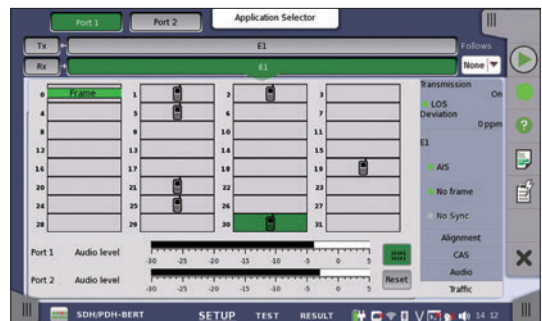 Port 1 Port 2 Application Selector
Tx E1 Follows
Rx E1 None
0 Frame 1 2 3
4 5 6 7
8 9 10 11
12 13 14 15
16 17 18 19
20 21 22 23
24 25 26 27
28 29 30 31
Transmission
On
LOS
Deviation
0 ppm
E1
AIS
No frame
No Sync
Alignment
CAS
Audio
Traffic
Port 1 Audio level
-30 -25 -20 -15 -10 -5 0 5
Port 2 Audio level Reset
-30 -25 -20 -15 -10 -5 0 5
SDH/PDH-BERT SETUP TEST RESULT 14 12